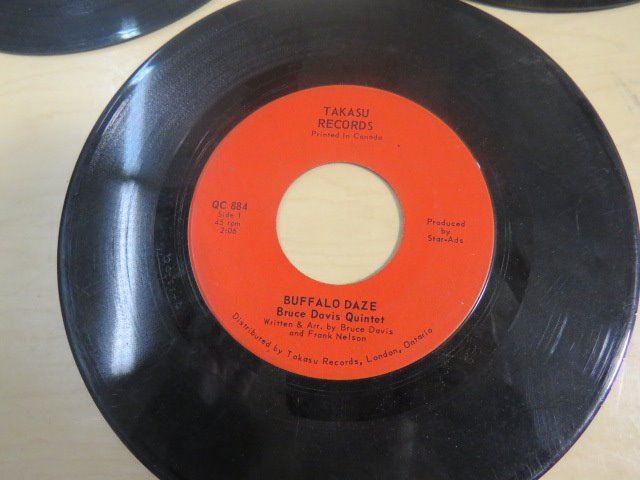 TAKASU
RECORDS
Printed in Canada
QC 884
Side 1
45 rpm
2:06
Produced
by
Star-Ads
BUFFALO DAZE
Bruce Davis Quintet
Written & Arr. by Bruce Davis
and Frank Nelson
Distributed by Takasu Records, London, Ontario